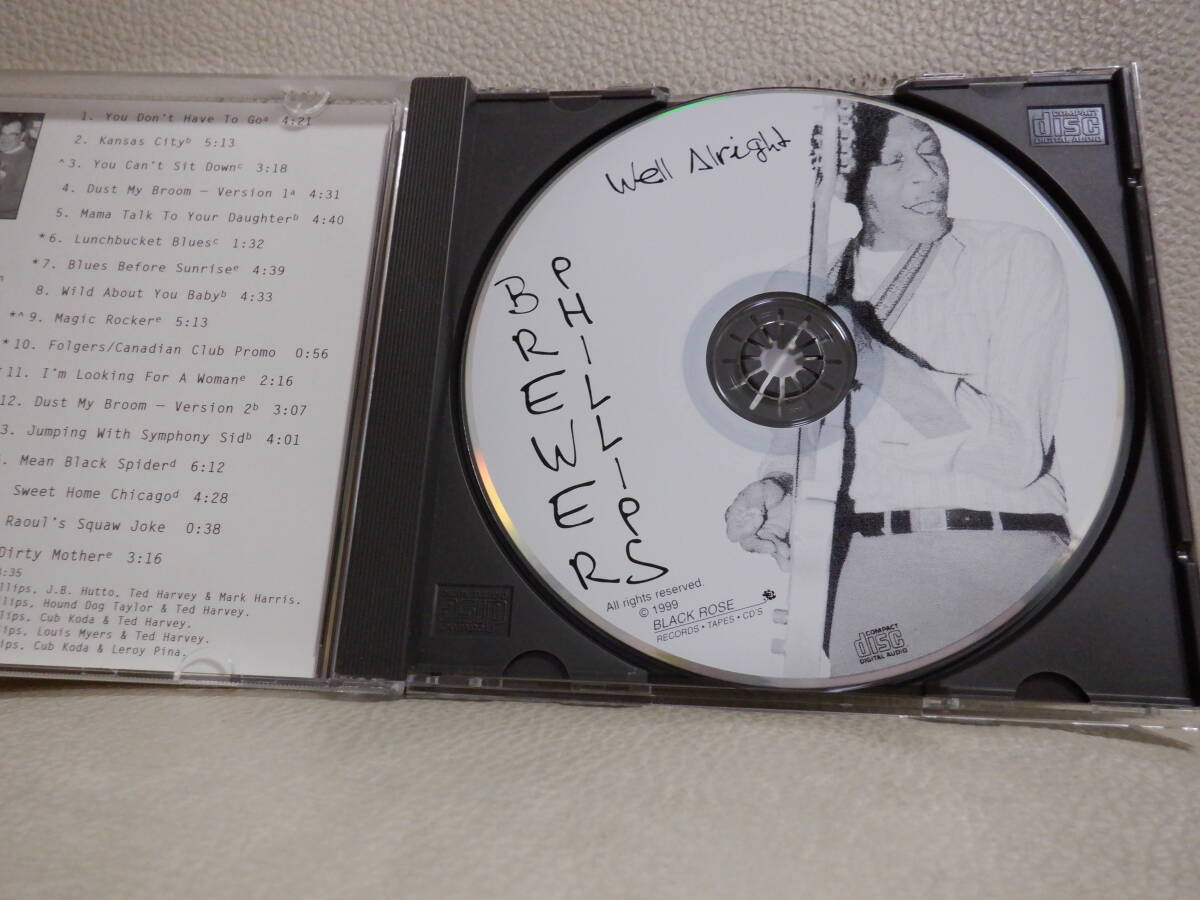 1. You Don't Have To Goᵃ 4:21
2. Kansas Cityᵇ 5:13
^3. You Can't Sit Downᶜ 3:18
4. Dust My Broom — Version 1ᵃ 4:31
5. Mama Talk To Your Daughterᵇ 4:40
*6. Lunchbucket Bluesᶜ 1:32
*7. Blues Before Sunriseᵉ 4:39
8. Wild About You Babyᵇ 4:33
*^9. Magic Rockerᵉ 5:13
*10. Folgers/Canadian Club Promo 0:56
11. I'm Looking For A Womanᵉ 2:16
12. Dust My Broom — Version 2ᵇ 3:07
3. Jumping With Symphony Sidᵇ 4:01
. Mean Black Spiderᵈ 6:12
Sweet Home Chicagoᵈ 4:28
Raoul's Squaw Joke 0:38
Dirty Motherᵉ 3:16
:35
llips, J.B. Hutto, Ted Harvey & Mark Harris.
lips, Hound Dog Taylor & Ted Harvey.
lips, Cub Koda & Ted Harvey.
ips, Louis Myers & Ted Harvey.
ips, Cub Koda & Leroy Pina.
Well Alright
BREWER
PHILLIPS
All rights reserved.
© 1999
BLACK ROSE
RECORDS • TAPES • CD'S
COMPACT
disc
DIGITAL AUDIO
COMPACT
disc
DIGITAL AUDIO